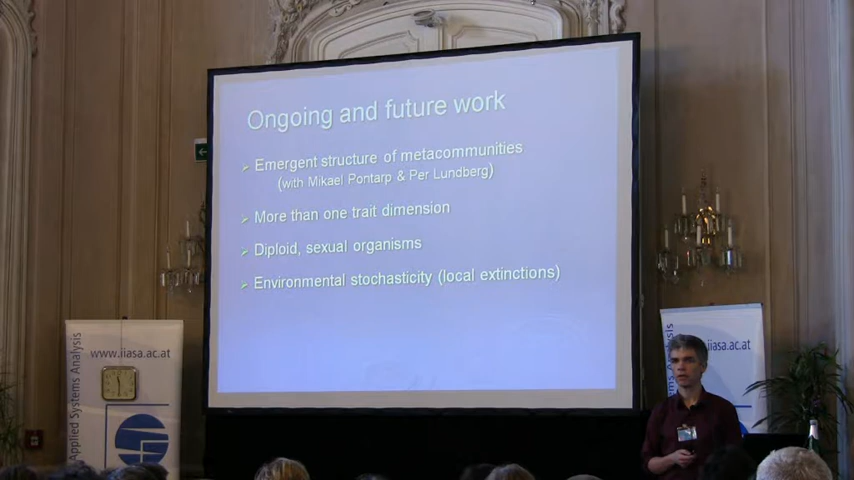 Ongoing and future work
Emergent structure of metacommunities
(with Mikael Pontarp & Per Lundberg)
More than one trait dimension
Diploid, sexual organisms
Environmental stochasticity (local extinctions)
www.iiasa.ac.at
Applied Systems Analysis
iiasa.ac.at